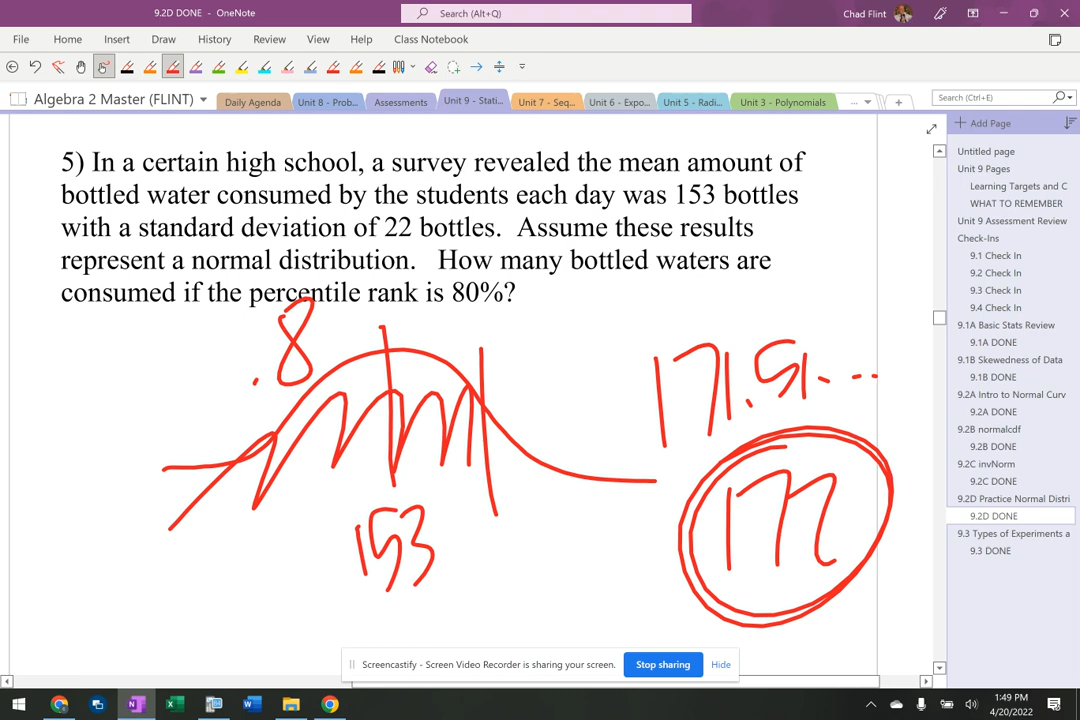 9.2D DONE - OneNote
Search (Alt+Q)
Chad Flint
File Home Insert Draw History Review View Help Class Notebook
Algebra 2 Master (FLINT)
Daily Agenda
Unit 8 - Prob...
Assessments
Unit 9 - Stati...
Unit 7 - Seq...
Unit 6 - Expo...
Unit 5 - Radi...
Unit 3 - Polynomials
...
Search (Ctrl+E)
Add Page
5) In a certain high school, a survey revealed the mean amount of
bottled water consumed by the students each day was 153 bottles
with a standard deviation of 22 bottles. Assume these results
represent a normal distribution. How many bottled waters are
consumed if the percentile rank is 80%?
.8
153
171.51...
172
Untitled page
Unit 9 Pages
Learning Targets and C
WHAT TO REMEMBER
Unit 9 Assessment Review
Check-Ins
9.1 Check In
9.2 Check In
9.3 Check In
9.4 Check In
9.1A Basic Stats Review
9.1A DONE
9.1B Skewedness of Data
9.1B DONE
9.2A Intro to Normal Curv
9.2A DONE
9.2B normalcdf
9.2B DONE
9.2C invNorm
9.2C DONE
9.2D Practice Normal Distri
9.2D DONE
9.3 Types of Experiments a
9.3 DONE
Screencastify - Screen Video Recorder is sharing your screen.
Stop sharing
Hide
1:49 PM
4/20/2022